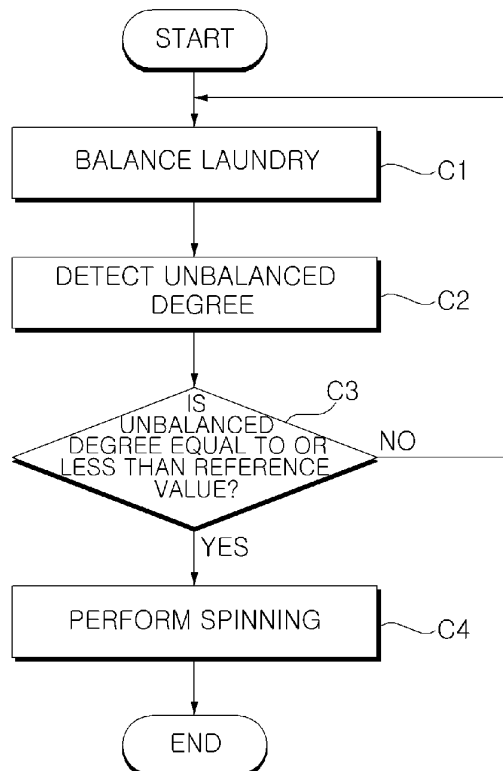 START
BALANCE LAUNDRY
C1
DETECT UNBALANCED
DEGREE
C2
C3
IS
UNBALANCED
DEGREE EQUAL TO OR
LESS THAN REFERENCE
VALUE?
NO
YES
PERFORM SPINNING
C4
END